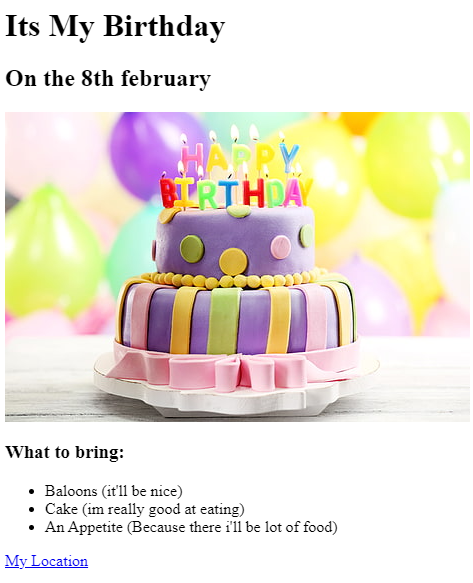 Its My Birthday
On the 8th february
HAPPY
BIRTHDAY
What to bring:
Baloons (it'll be nice)
Cake (im really good at eating)
An Appetite (Because there i'll be lot of food)
My Location